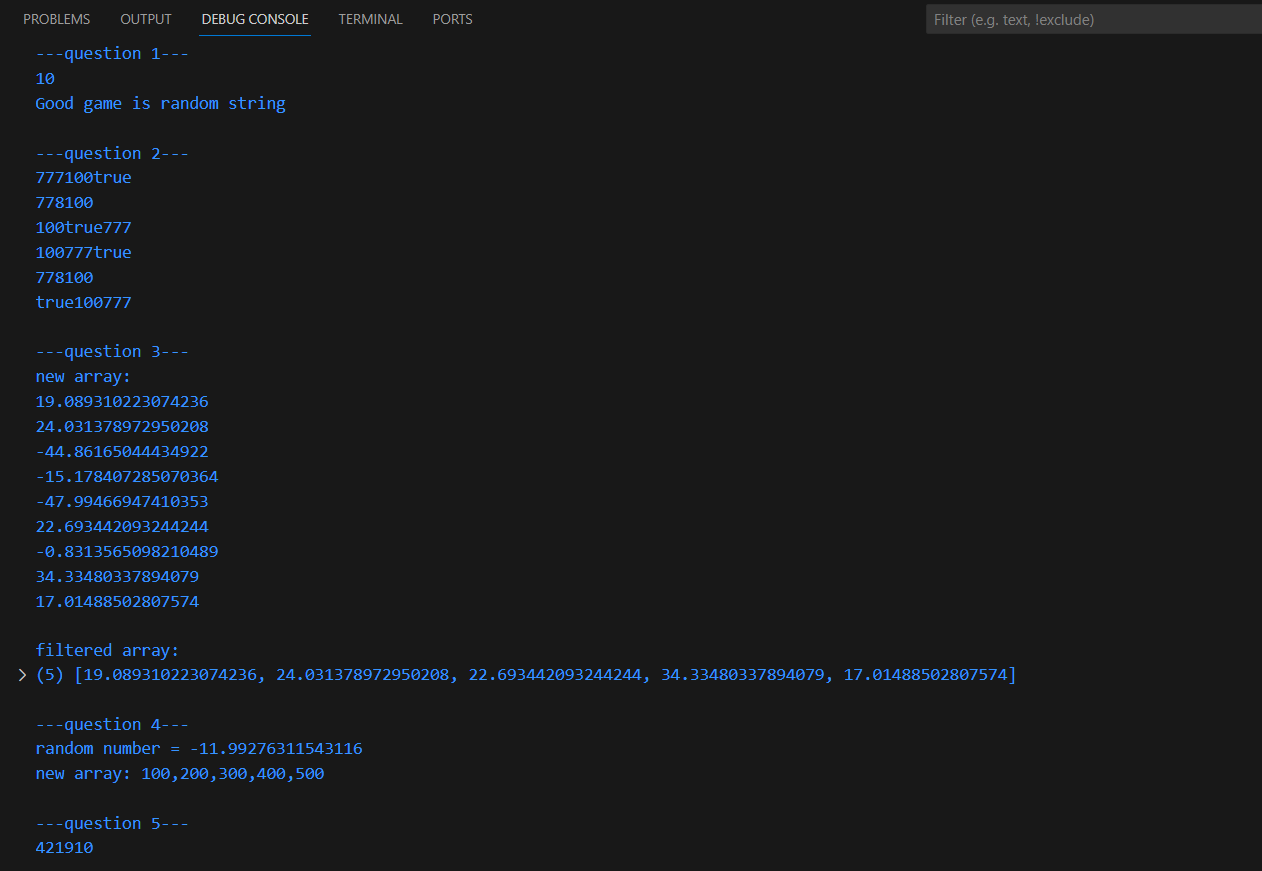 PROBLEMS OUTPUT DEBUG CONSOLE TERMINAL PORTS Filter (e.g. text, !exclude)
---question 1---
10
Good game is random string
---question 2---
777100true
778100
100true777
100777true
778100
true100777
---question 3---
new array:
19.089310223074236
24.031378972950208
-44.86165044434922
-15.178407285070364
-47.99466947410353
22.693442093244244
-0.8313565098210489
34.33480337894079
17.01488502807574
filtered array:
(5) [19.089310223074236, 24.031378972950208, 22.693442093244244, 34.33480337894079, 17.01488502807574]
---question 4---
random number = -11.99276311543116
new array: 100,200,300,400,500
---question 5---
421910